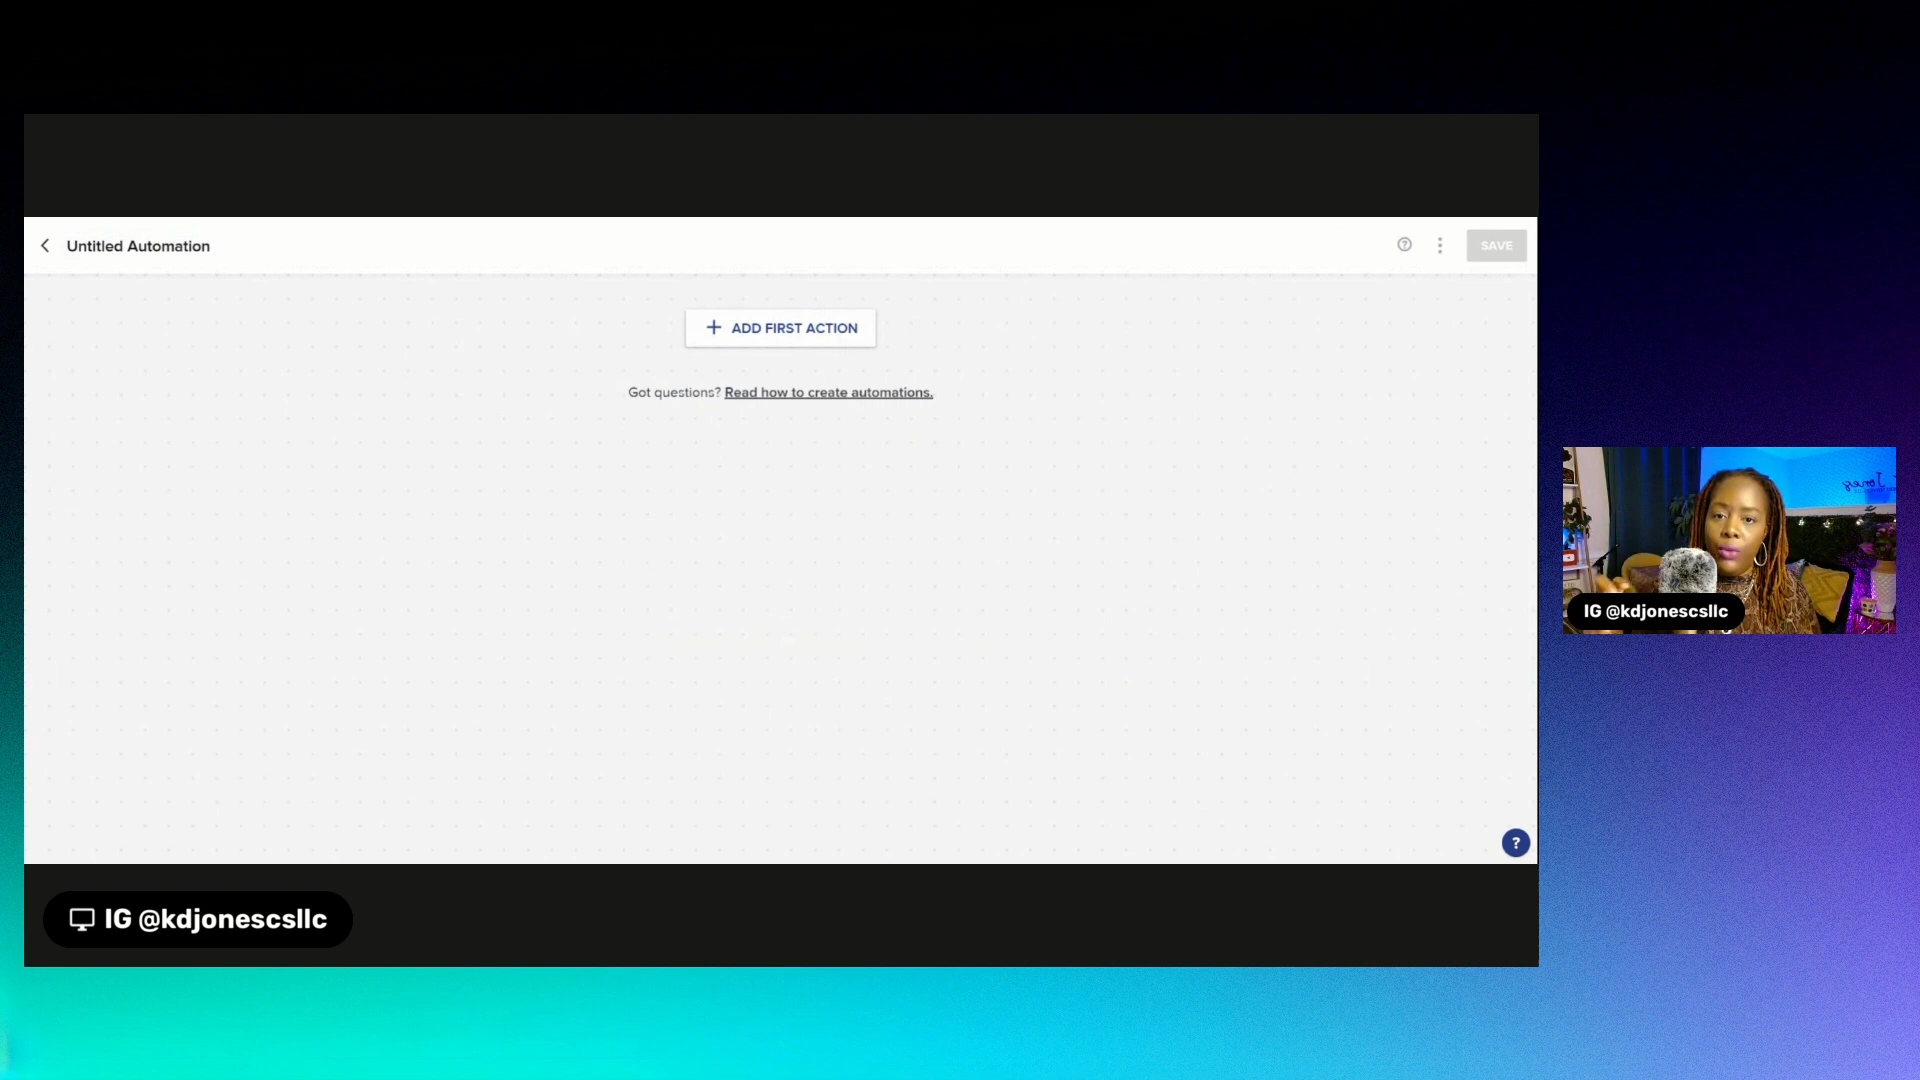 Untitled Automation
SAVE
ADD FIRST ACTION
Got questions? Read how to create automations.
?
IG @kdjonescsllc
IG @kdjonescsllc